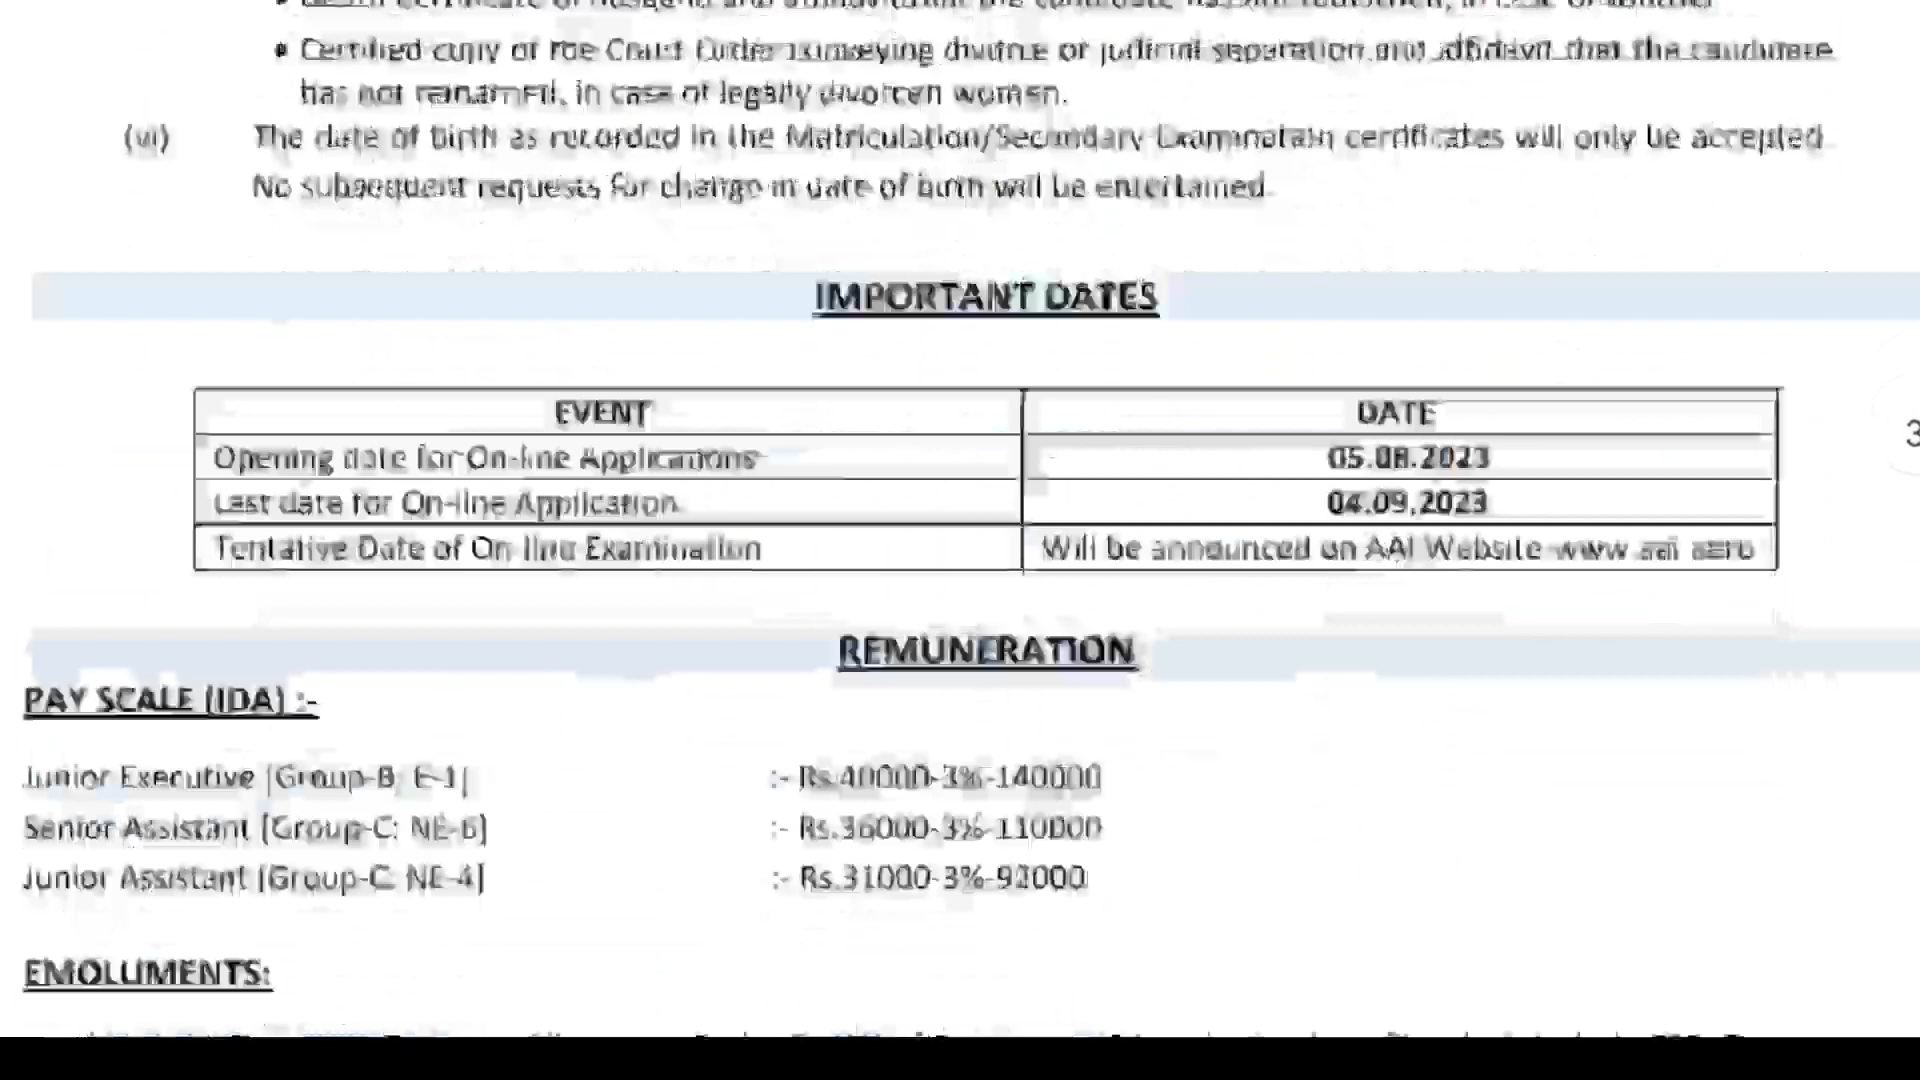 • Certified copy of the Court Order conveying divorce or judicial separation and affidavit that the candidate
has not remarried, in case of legally divorcen women.
(vi) The date of birth as recorded in the Matriculation/Secondary Examination certificates will only be accepted.
No subsequent requests for change in date of birth will be entertained.
IMPORTANT DATES
EVENT DATE
Opening date for On-line Applications 05.08.2023
Last date for On-line Application 04.09.2023
Tentative Date of On-line Examination Will be announced on AAI Website-www.aai.aero
3
REMUNERATION
PAY SCALE (IDA) :-
Junior Executive [Group-B: E-1] :- Rs.40000-3%-140000
Senior Assistant [Group-C: NE-6] :- Rs.36000-3%-110000
Junior Assistant [Group-C: NE-4] :- Rs.31000-3%-92000
EMOLUMENTS: